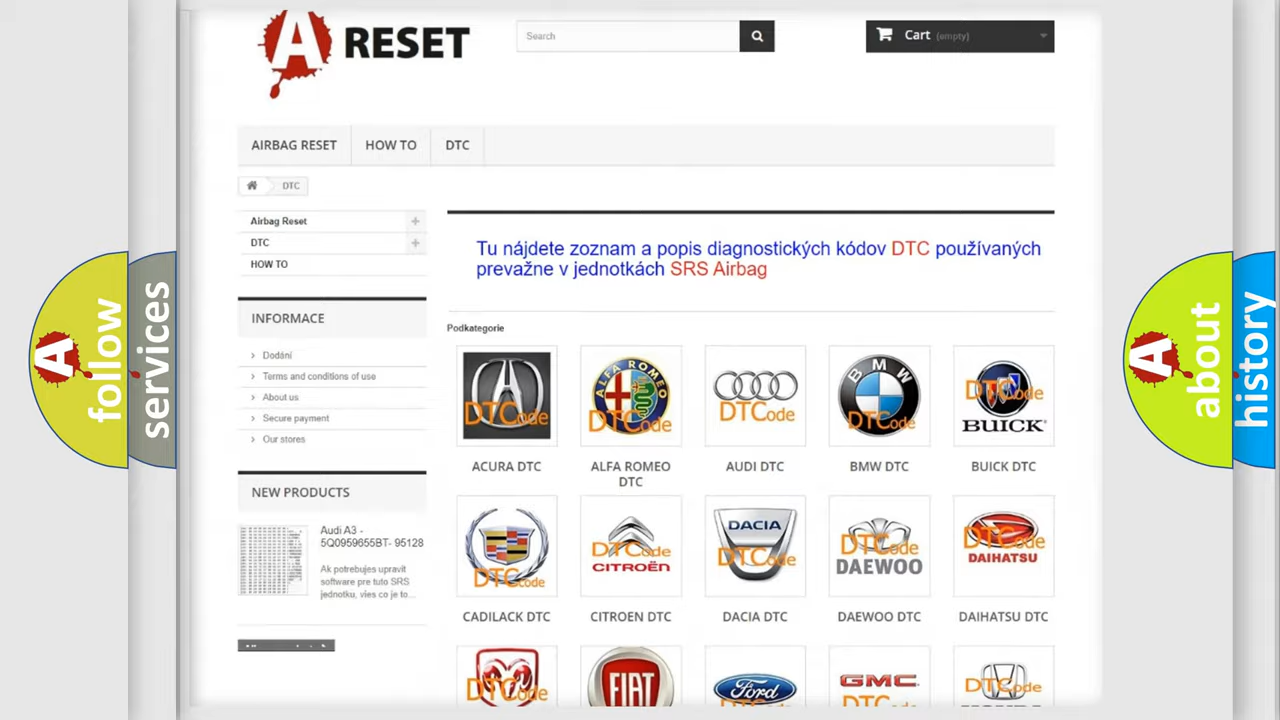 A RESET
Search
Cart (empty)
AIRBAG RESET
HOW TO
DTC
DTC
Airbag Reset
DTC
HOW TO
INFORMACE
Dodání
Terms and conditions of use
About us
Secure payment
Our stores
NEW PRODUCTS
Audi A3 -
5Q0959655BT- 95128
Ak potrebujes upravit
software pre tuto SRS
jednotku, vies co je to...
Tu nájdete zoznam a popis diagnostických kódov DTC používaných
prevažne v jednotkách SRS Airbag
Podkategorie
DTCode
ALFA ROMEO
DTCode
DTCode
BMW
DTCode
DTCode
BUICK
ACURA DTC
ALFA ROMEO
DTC
AUDI DTC
BMW DTC
BUICK DTC
DTCode
DTCode
CITROËN
DACIA
DTCode
DTCode
DAEWOO
DTCode
DAIHATSU
CADILACK DTC
CITROEN DTC
DACIA DTC
DAEWOO DTC
DAIHATSU DTC
DTCode
FIAT
Ford
GMC
DTCode
A follow
services
A about
history